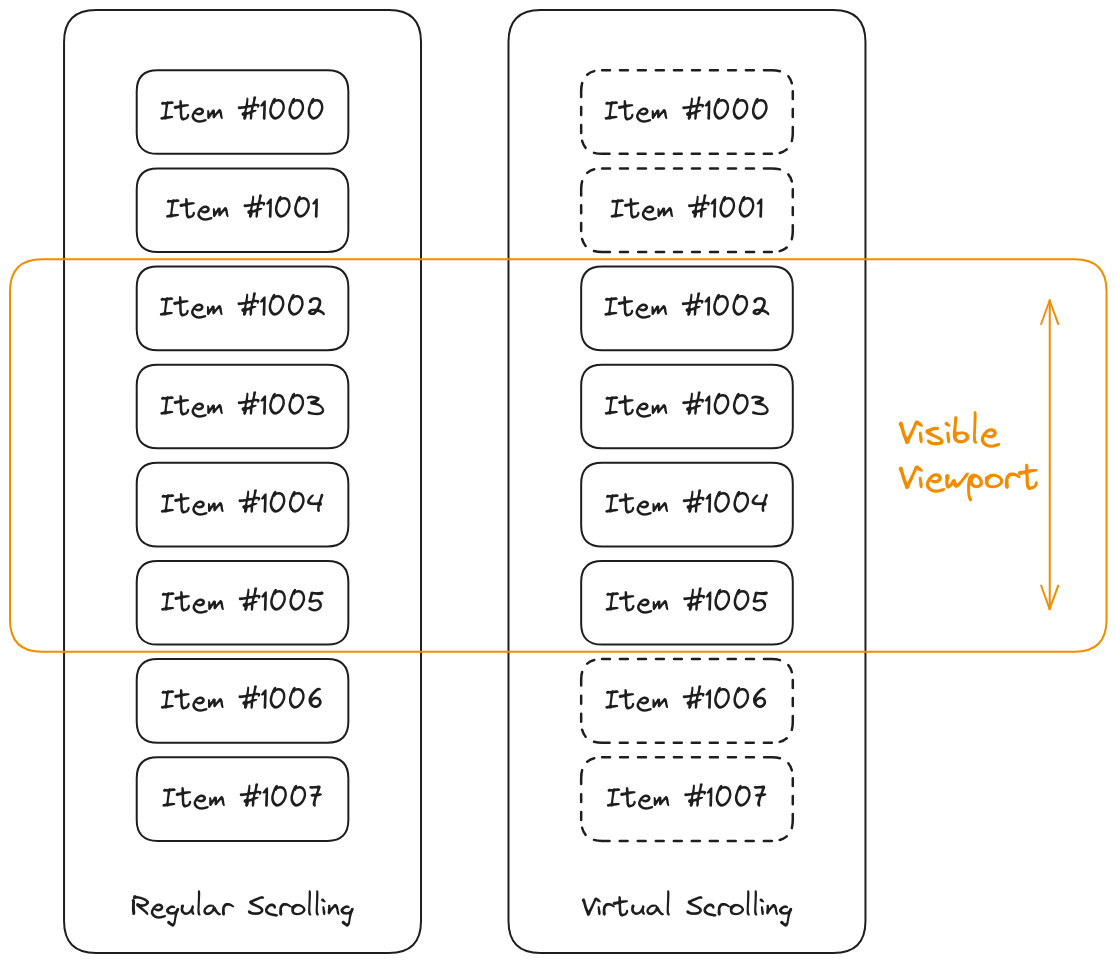 Item #1000
Item #1001
Item #1002
Item #1003
Item #1004
Item #1005
Item #1006
Item #1007
Regular Scrolling
Item #1000
Item #1001
Item #1002
Item #1003
Item #1004
Item #1005
Item #1006
Item #1007
Virtual Scrolling
Visible
Viewport